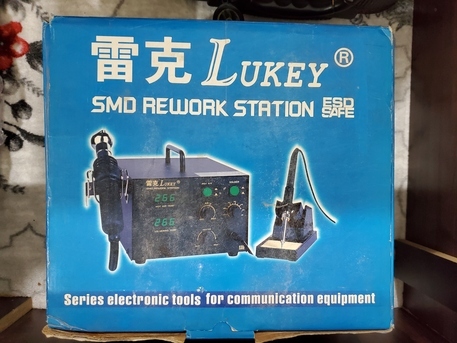 雷克 LUKEY ®
SMD REWORK STATION ESD SAFE
雷克 LUKEY ®
266
266
Series electronic tools for communication equipment